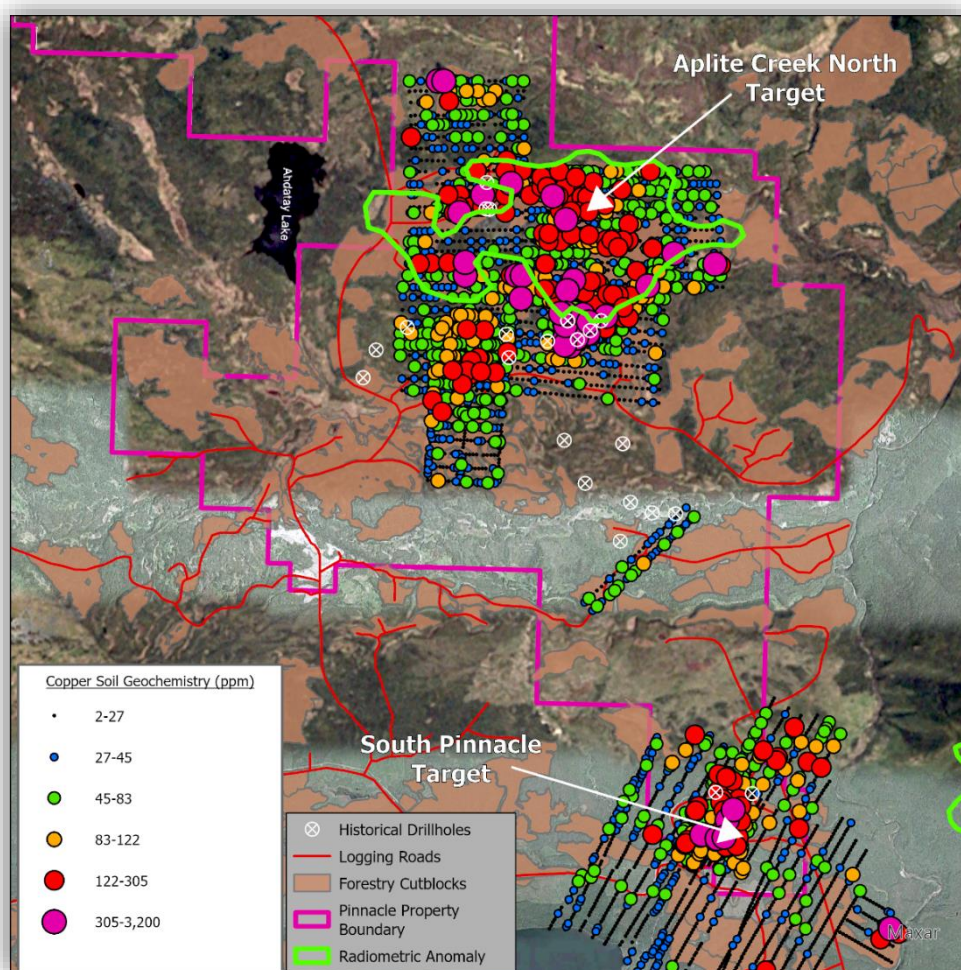 Aplite Creek North
Target
Ahdatay Lake
South Pinnacle
Target
Copper Soil Geochemistry (ppm)
2-27
27-45
45-83
83-122
122-305
305-3,200
Historical Drillholes
Logging Roads
Forestry Cutblocks
Pinnacle Property
Boundary
Radiometric Anomaly
Maxar